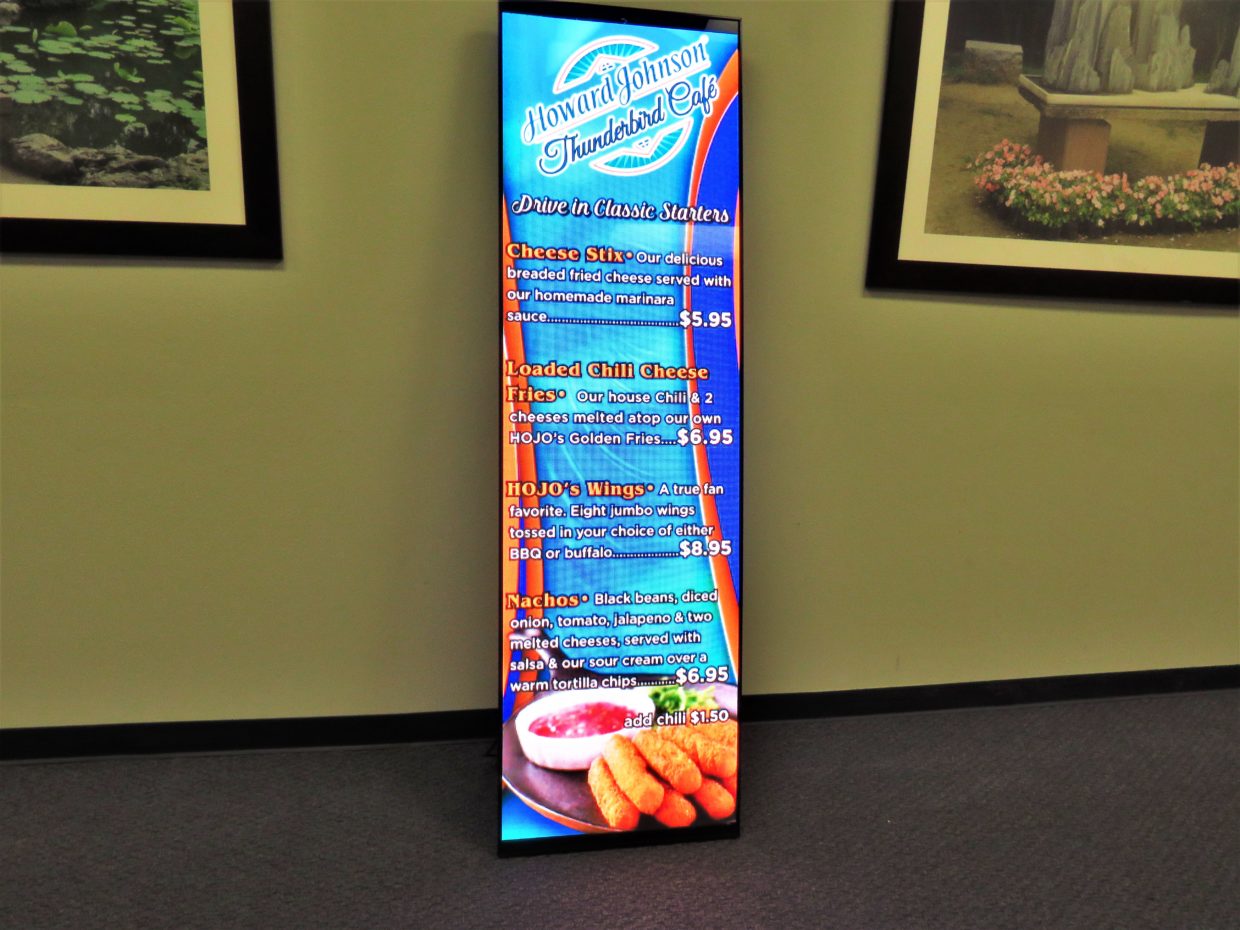 Howard Johnson
Thunderbird Café
Drive in Classic Starters
Cheese Stix• Our delicious
breaded fried cheese served with
our homemade marinara
sauce....................................$5.95
Loaded Chili Cheese
Fries• Our house Chili & 2
cheeses melted atop our own
HOJO's Golden Fries....$6.95
HOJO's Wings• A true fan
favorite. Eight jumbo wings
tossed in your choice of either
BBQ or buffalo..................$8.95
Nachos• Black beans, diced
onion, tomato, jalapeno & two
melted cheeses, served with
salsa & our sour cream over a
warm tortilla chips...........$6.95
add chili $1.50